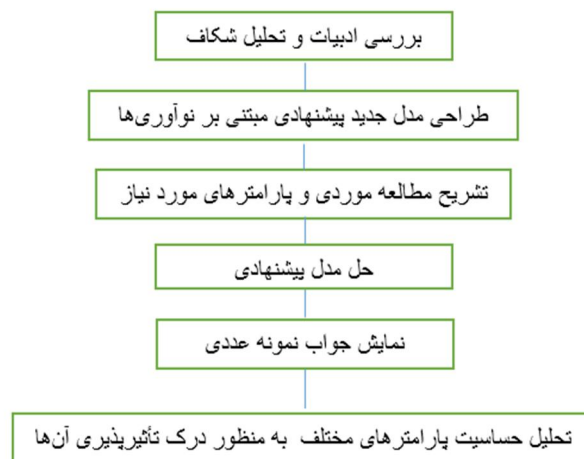 بررسی ادبیات و تحلیل شکاف
طراحی مدل جدید پیشنهادی مبتنی بر نوآوری‌ها
تشریح مطالعه موردی و پارامترهای مورد نیاز
حل مدل پیشنهادی
نمایش جواب نمونه عددی
تحلیل حساسیت پارامترهای مختلف به منظور درک تأثیرپذیری آن‌ها